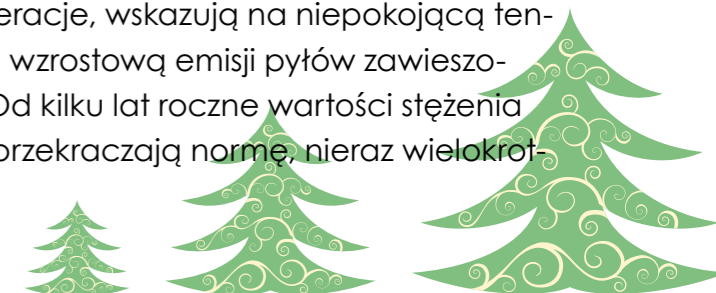 eracje, wskazują na niepokojącą ten-
wzrostową emisji pyłów zawieszo-
Od kilku lat roczne wartości stężenia
przekraczają normę, nieraz wielokrot-